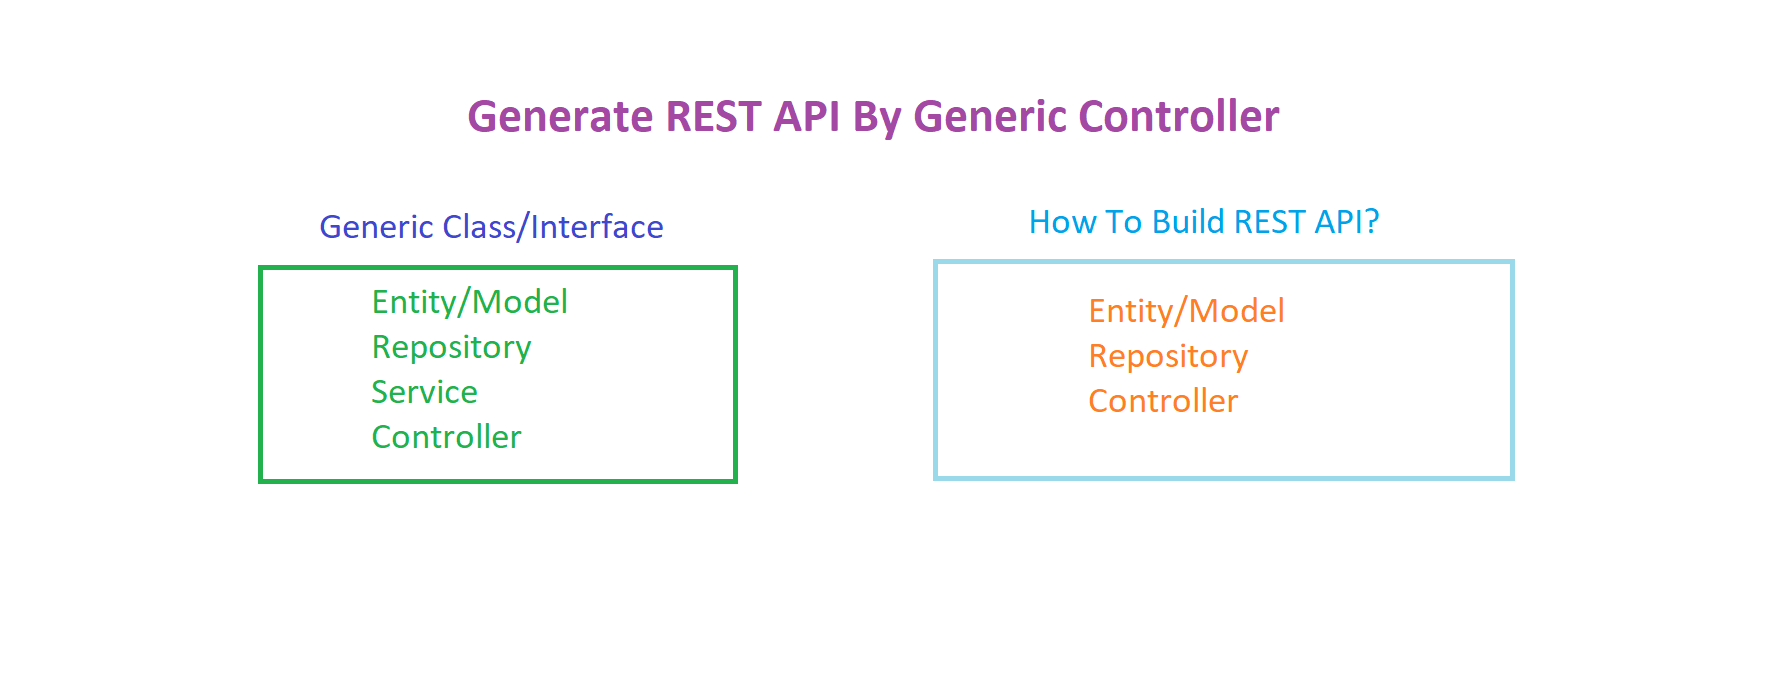 Generate REST API By Generic Controller
Generic Class/Interface
Entity/Model
Repository
Service
Controller
How To Build REST API?
Entity/Model
Repository
Controller